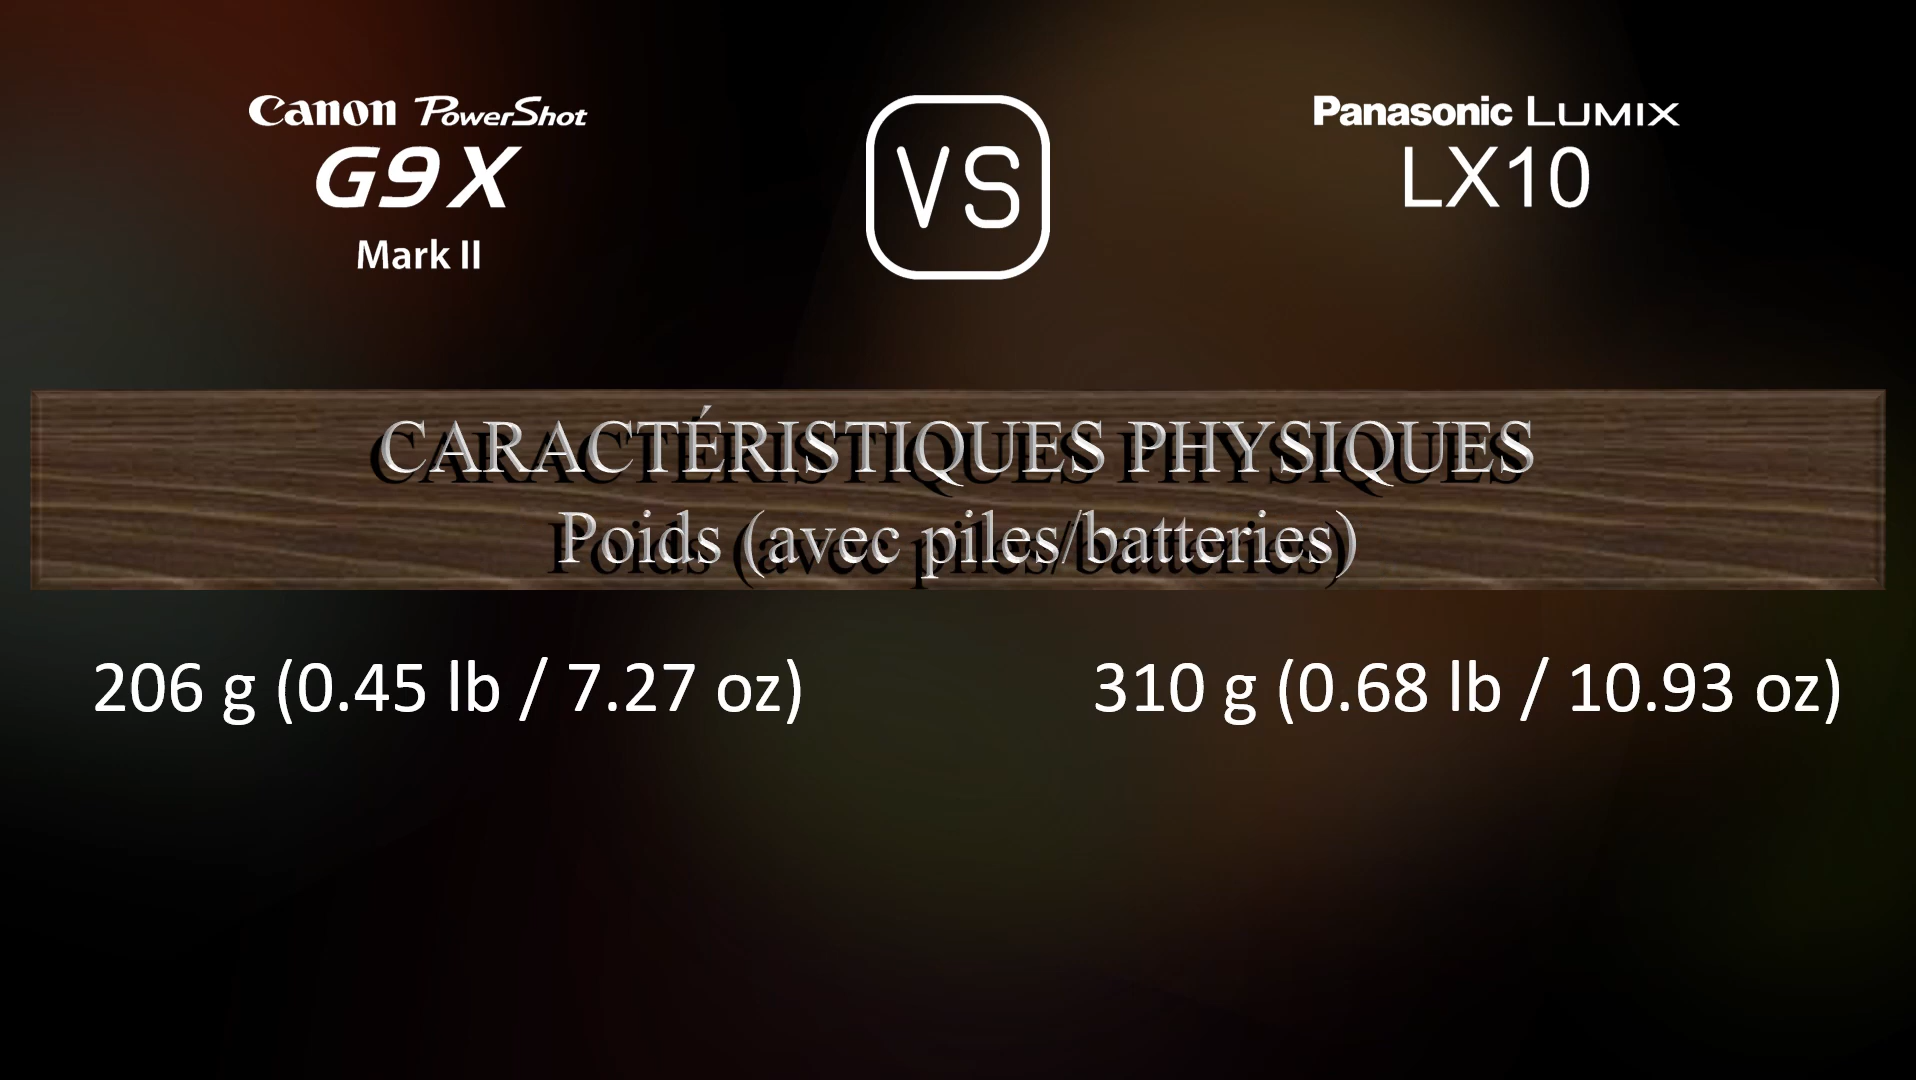 Canon PowerShot
G9 X
Mark II
VS
Panasonic LUMIX
LX10
CARACTÉRISTIQUES PHYSIQUES
Poids (avec piles/batteries)
206 g (0.45 lb / 7.27 oz)
310 g (0.68 lb / 10.93 oz)